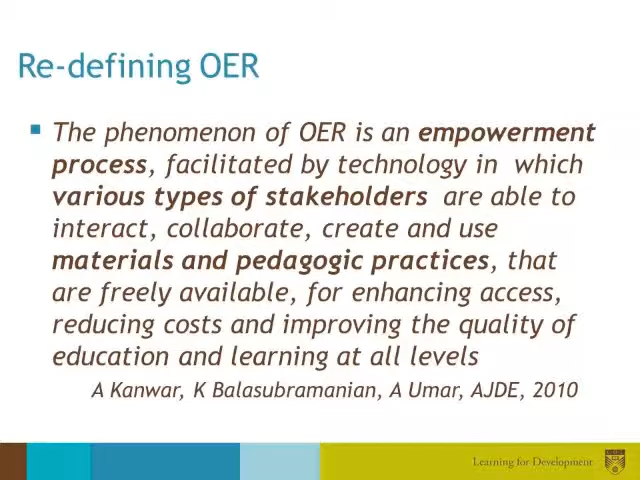 Re-defining OER
▪ The phenomenon of OER is an empowerment
process, facilitated by technology in which
various types of stakeholders are able to
interact, collaborate, create and use
materials and pedagogic practices, that
are freely available, for enhancing access,
reducing costs and improving the quality of
education and learning at all levels
A Kanwar, K Balasubramanian, A Umar, AJDE, 2010
Learning for Development